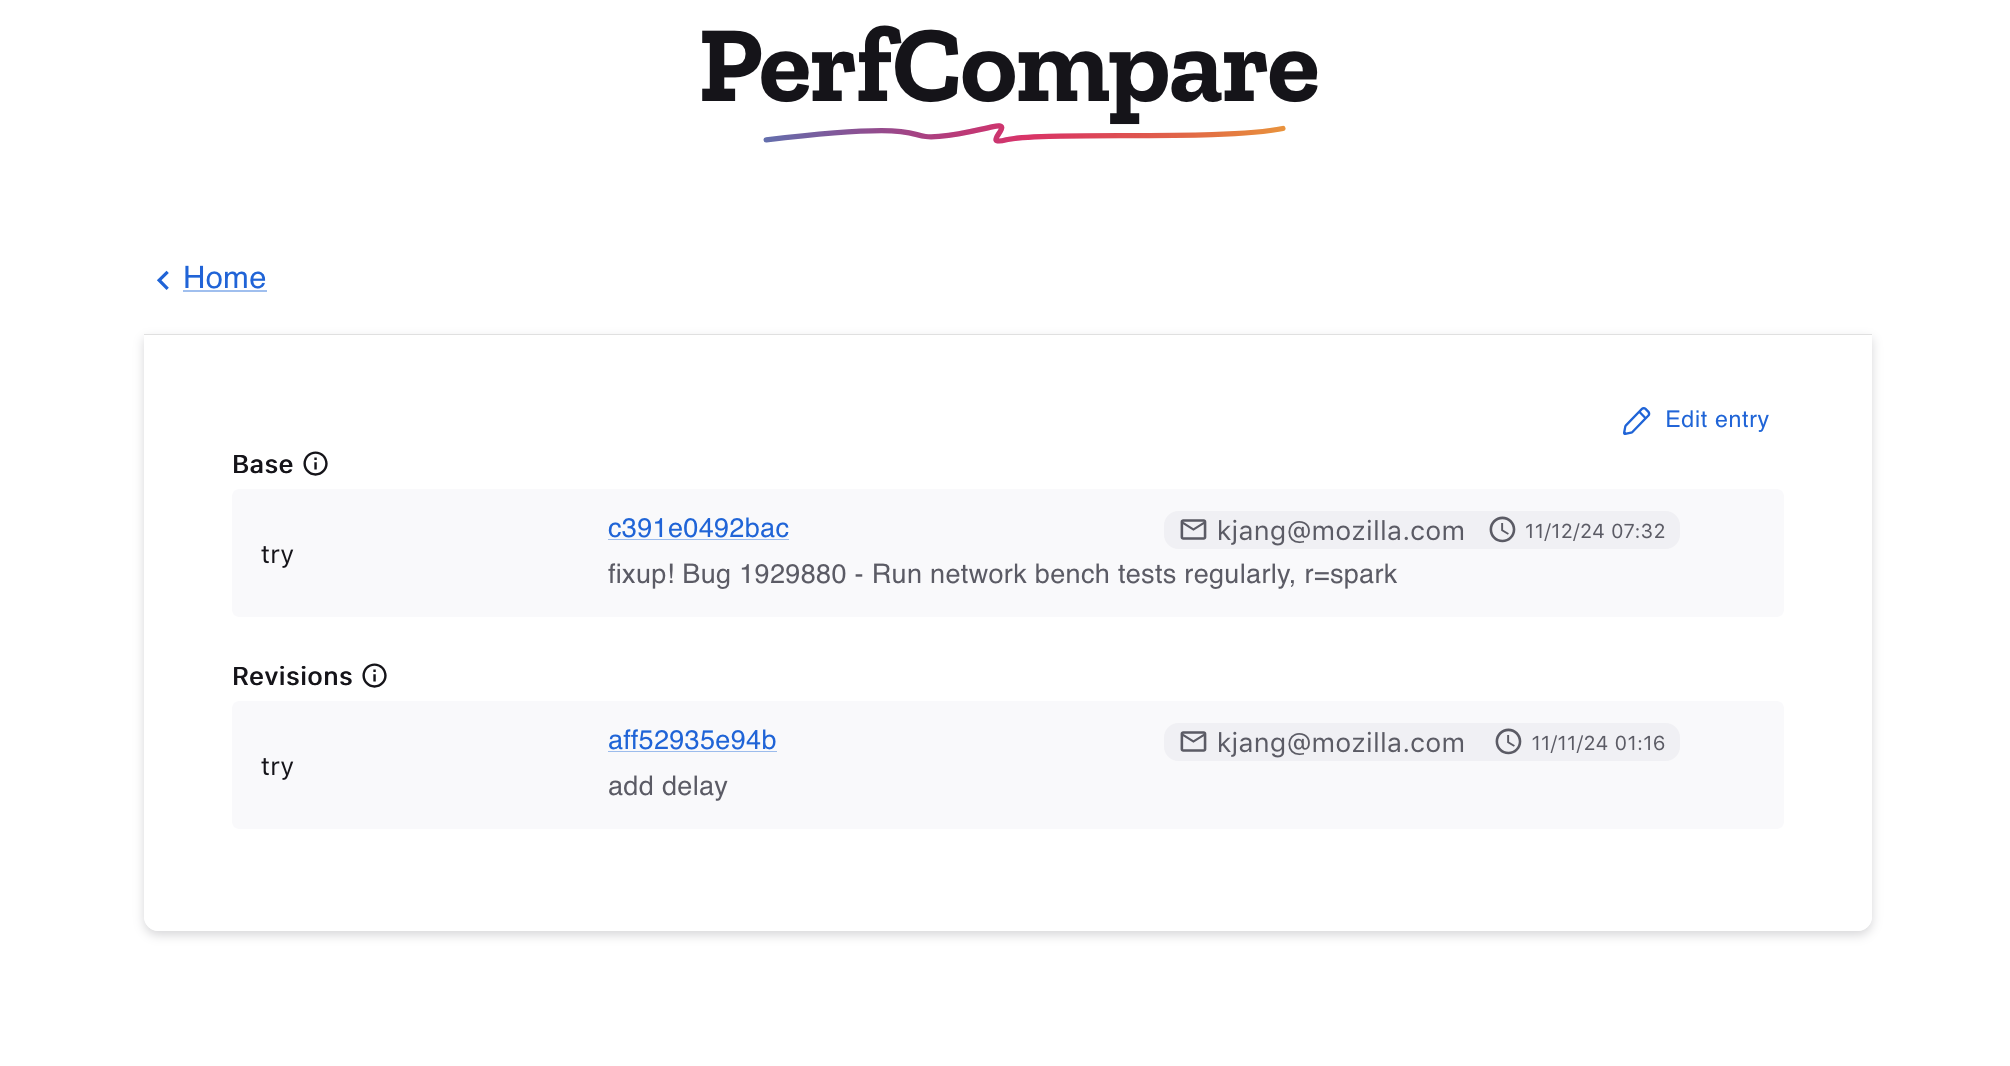 PerfCompare
Home
Edit entry
Base
try
c391e0492bac
kjang@mozilla.com
11/12/24 07:32
fixup! Bug 1929880 - Run network bench tests regularly, r=spark
Revisions
try
aff52935e94b
kjang@mozilla.com
11/11/24 01:16
add delay